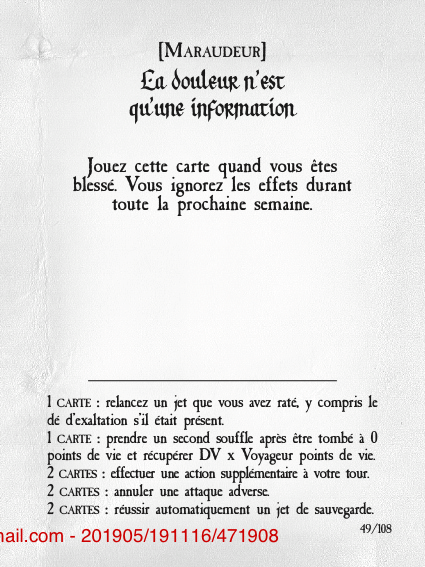 [Maraudeur]
La douleur n'est
qu'une information
Jouez cette carte quand vous êtes
blessé. Vous ignorez les effets durant
toute la prochaine semaine.
1 carte : relancez un jet que vous avez raté, y compris le
dé d'exaltation s'il était présent.
1 carte : prendre un second souffle après être tombé à 0
points de vie et récupérer DV x Voyageur points de vie.
2 cartes : effectuer une action supplémentaire à votre tour.
2 cartes : annuler une attaque adverse.
2 cartes : réussir automatiquement un jet de sauvegarde.
49/108
mail.com - 201905/191116/471908